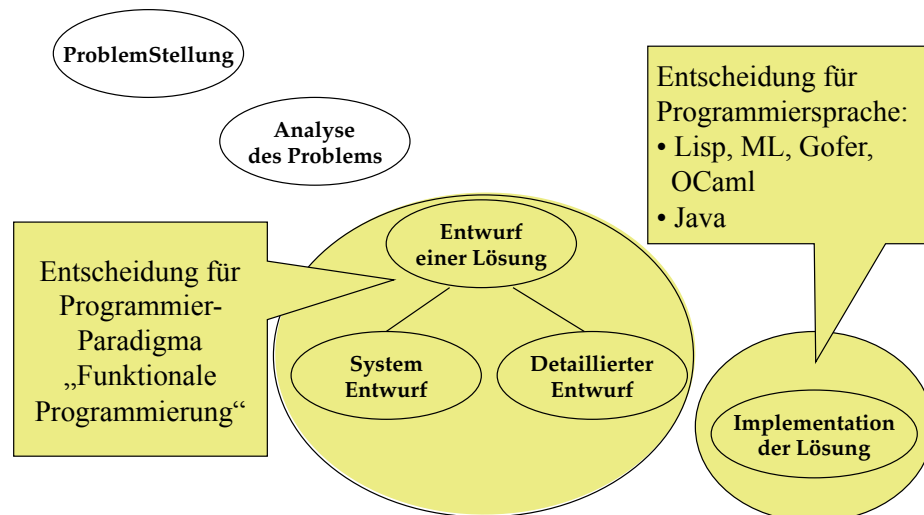 ProblemStellung
Analyse
des Problems
Entscheidung für
Programmiersprache:
• Lisp, ML, Gofer,
OCaml
• Java
Entwurf
einer Lösung
Entscheidung für
Programmier-
Paradigma
„Funktionale
Programmierung“
System
Entwurf
Detaillierter
Entwurf
Implementation
der Lösung